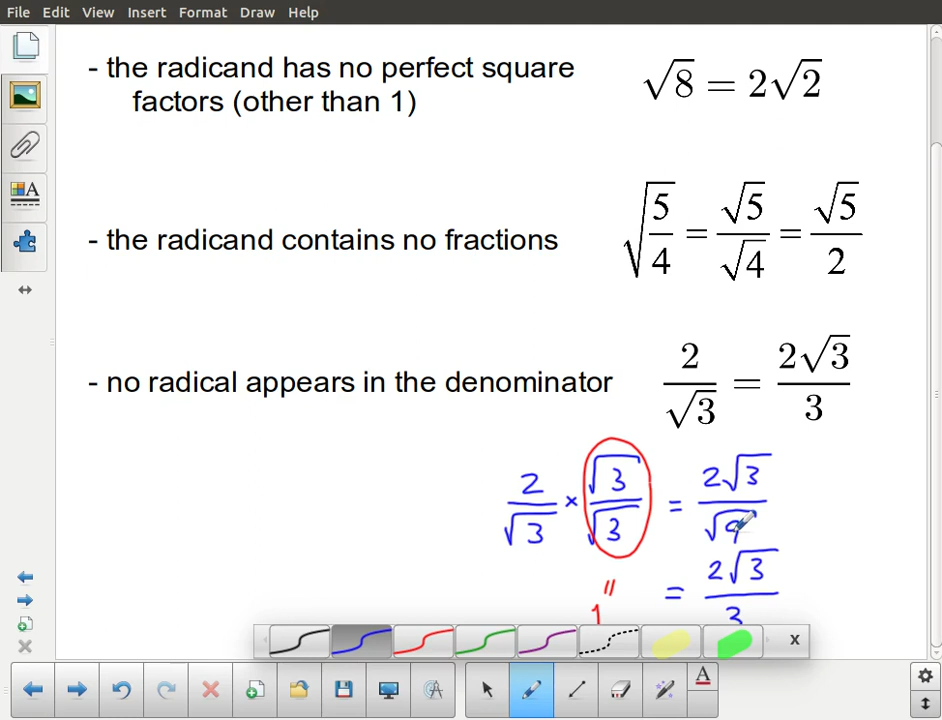 File Edit View Insert Format Draw Help
- the radicand has no perfect square
factors (other than 1)
√8 = 2√2
- the radicand contains no fractions
√(5/4) = √5/√4 = √5/2
- no radical appears in the denominator
2/√3 = 2√3/3
2/√3 × √3/√3 = 2√3/√9
= 2√3/3
"
1
A
A
x